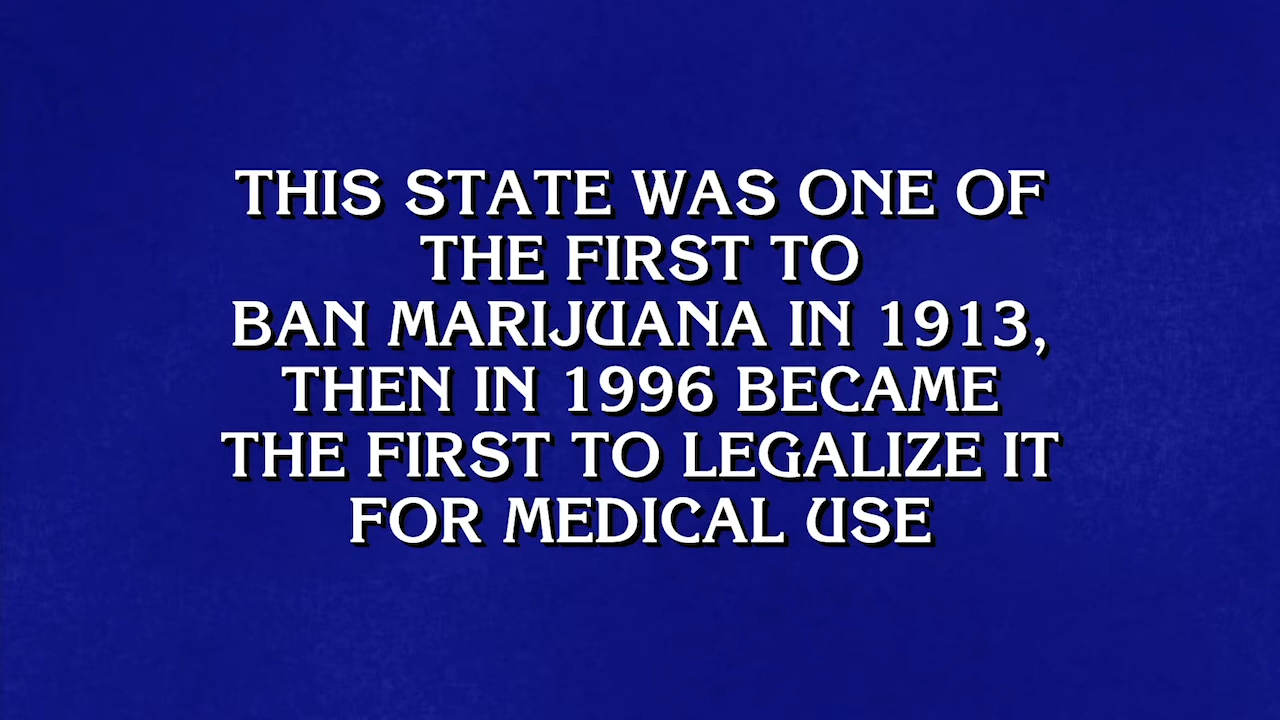 THIS STATE WAS ONE OF
THE FIRST TO
BAN MARIJUANA IN 1913,
THEN IN 1996 BECAME
THE FIRST TO LEGALIZE IT
FOR MEDICAL USE